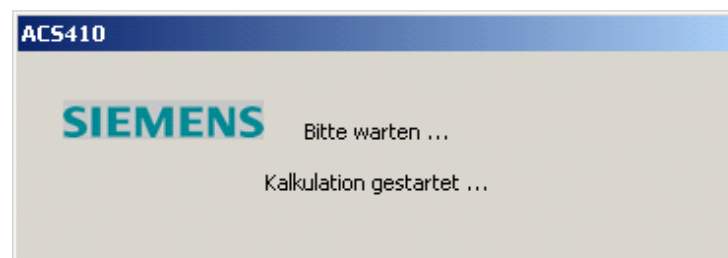 ACS410
SIEMENS
Bitte warten ...
Kalkulation gestartet ...